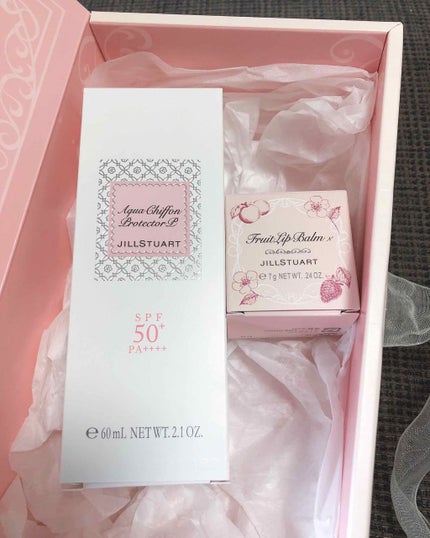 Aqua Chiffon
Protector P
JILLSTUART
SPF
50+
PA++++
℮ 60 mL NET WT. 2.1 OZ.
Fruit Lip Balm N
JILLSTUART
℮ 7g NET WT. .24 OZ.